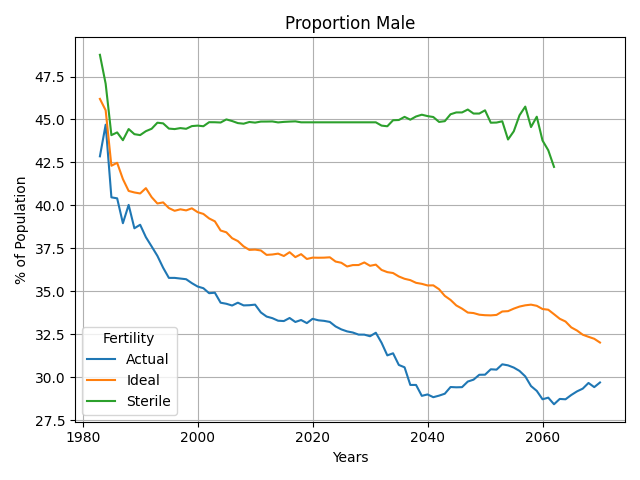 Proportion Male
% of Population
47.5
45.0
42.5
40.0
37.5
35.0
32.5
30.0
27.5
Fertility
Actual
Ideal
Sterile
1980
2000
2020
2040
2060
Years